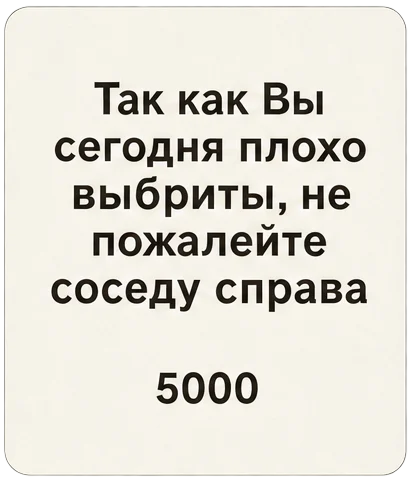 Так как Вы
сегодня плохо
выбриты, не
пожалейте
соседу справа
5000